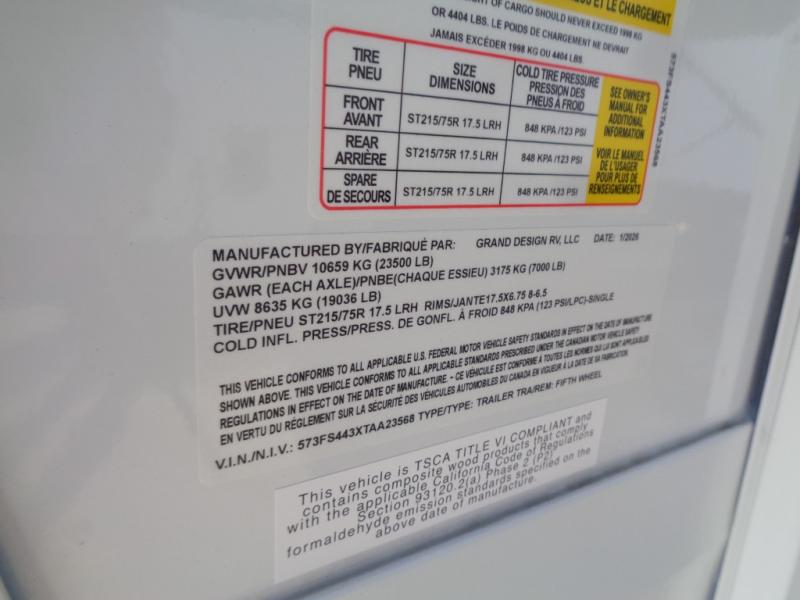 T OF CARGO SHOULD NEVER EXCEED 1998 KG
ET LE CHARGEMENT
OR 4404 LBS. LE POIDS DE CHARGEMENT NE DEVRAIT
JAMAIS EXCÉDER 1998 KG OU 4404 LBS.
TIRE PNEU
SIZE DIMENSIONS
COLD TIRE PRESSURE PRESSION DES PNEUS À FROID
SEE OWNER'S MANUAL FOR ADDITIONAL INFORMATION
FRONT AVANT
ST215/75R 17.5 LRH
848 KPA /123 PSI
REAR ARRIÈRE
ST215/75R 17.5 LRH
848 KPA /123 PSI
VOIR LE MANUEL DE L'USAGER POUR PLUS DE RENSEIGNEMENTS
SPARE DE SECOURS
ST215/75R 17.5 LRH
848 KPA /123 PSI
573FS443XTAA23568
MANUFACTURED BY/FABRIQUÉ PAR: GRAND DESIGN RV, LLC DATE: 1/2026
GVWR/PNBV 10659 KG (23500 LB)
GAWR (EACH AXLE)/PNBE(CHAQUE ESSIEU) 3175 KG (7000 LB)
UVW 8635 KG (19036 LB)
TIRE/PNEU ST215/75R 17.5 LRH RIMS/JANTE17.5X6.75 8-6.5
COLD INFL. PRESS/PRESS. DE GONFL. À FROID 848 KPA (123 PSI/LPC)-SINGLE
THIS VEHICLE CONFORMS TO ALL APPLICABLE U.S. FEDERAL MOTOR VEHICLE SAFETY STANDARDS IN EFFECT ON THE DATE OF MANUFACTURE
SHOWN ABOVE. THIS VEHICLE CONFORMS TO ALL APPLICABLE STANDARDS PRESCRIBED UNDER THE CANADIAN MOTOR VEHICLE SAFETY
REGULATIONS IN EFFECT ON THE DATE OF MANUFACTURE. - CE VÉHICULE EST CONFORME À TOUTES LES NORMES QUI LUI SONT APPLICABLES
EN VERTU DU RÈGLEMENT SUR LA SÉCURITÉ DES VÉHICULES AUTOMOBILES DU CANADA EN VIGUEUR À LA DATE DE SA FABRICATION.
V.I.N./N.I.V.: 573FS443XTAA23568 TYPE/TYPE: TRAILER TRA/REM: FIFTH WHEEL
This vehicle is TSCA TITLE VI COMPLIANT and
contains composite wood products that comply
with the applicable California Code of Regulations
Section 93120.2(a) Phase 2 (P2)
formaldehyde emission standards specified on the
above date of manufacture.